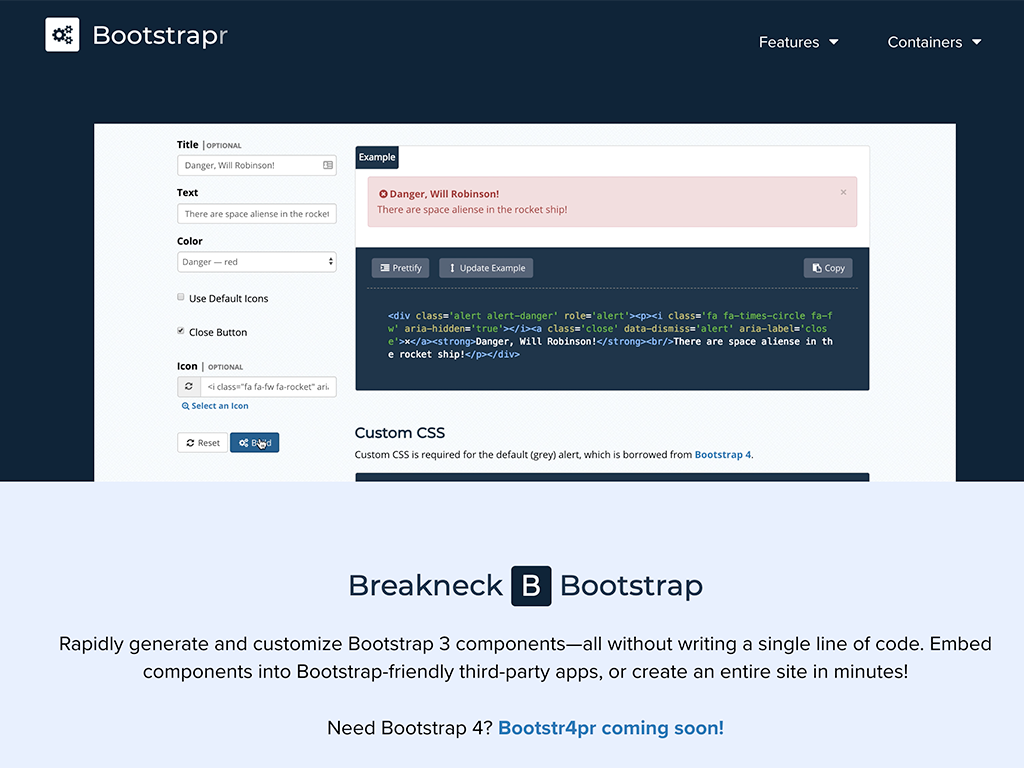 Bootstrapr
Features
Containers
Title | OPTIONAL
Danger, Will Robinson!
Text
There are space aliense in the rocket
Color
Danger — red
Use Default Icons
Close Button
Icon | OPTIONAL
<i class="fa fa-fw fa-rocket" aria
Select an Icon
Reset
Build
Example
Danger, Will Robinson!
×
There are space aliense in the rocket ship!
Prettify
Update Example
Copy
<div class='alert alert-danger' role='alert'><p><i class='fa fa-times-circle fa-f
w' aria-hidden='true'></i><a class='close' data-dismiss='alert' aria-label='clos
e'>×</a><strong>Danger, Will Robinson!</strong><br/>There are space aliense in th
e rocket ship!</p></div>
Custom CSS
Custom CSS is required for the default (grey) alert, which is borrowed from Bootstrap 4.
Breakneck B Bootstrap
Rapidly generate and customize Bootstrap 3 components—all without writing a single line of code. Embed
components into Bootstrap-friendly third-party apps, or create an entire site in minutes!
Need Bootstrap 4? Bootstr4pr coming soon!